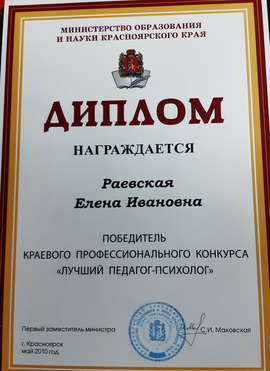 МИНИСТЕРСТВО ОБРАЗОВАНИЯ
И НАУКИ КРАСНОЯРСКОГО КРАЯ
ДИПЛОМ
НАГРАЖДАЕТСЯ
Раевская
Елена Ивановна
ПОБЕДИТЕЛЬ
КРАЕВОГО ПРОФЕССИОНАЛЬНОГО КОНКУРСА
«ЛУЧШИЙ ПЕДАГОГ-ПСИХОЛОГ»
Первый заместитель министра
С.И. Маковская
г. Красноярск
май 2010 год